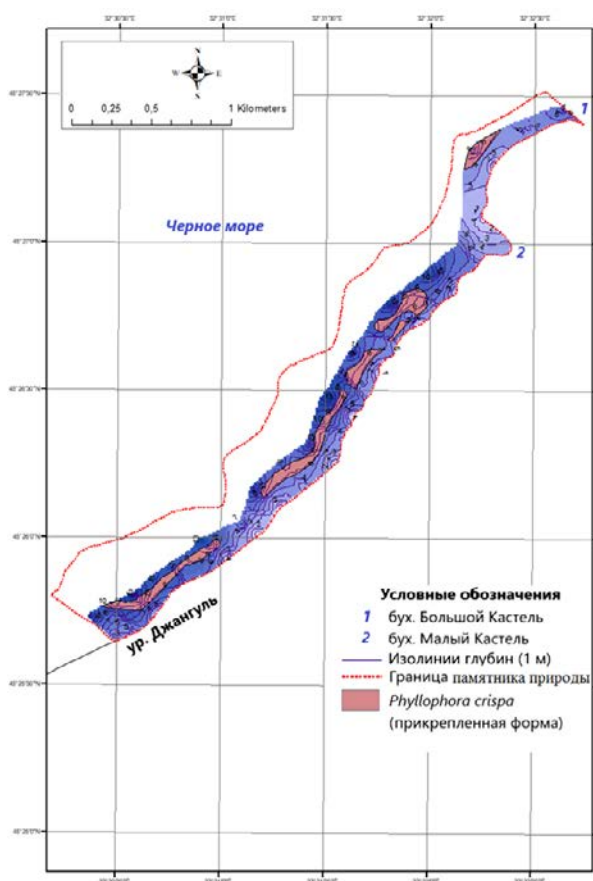 N
W E
S
0 0,25 0,5 1 Kilometers
1
Черное море
2
ур. Джангуль
Условные обозначения
1 бух. Большой Кастель
2 бух. Малый Кастель
Изолинии глубин (1 м)
Граница памятника природы
Phyllophora crispa
(прикрепленная форма)